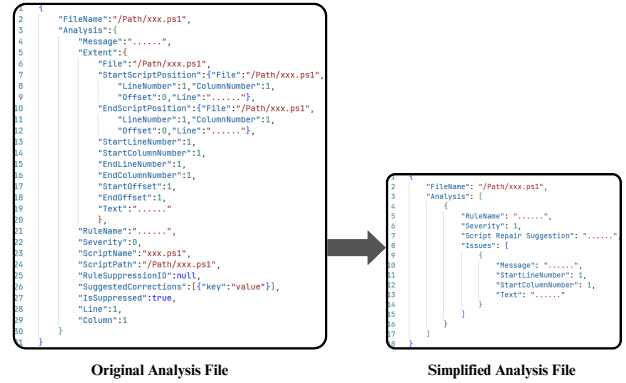 1 {
2 "FileName":"/Path/xxx.ps1",
3 "Analysis":{
4 "Message":"......",
5 "Extent":{
6 "File":"/Path/xxx.ps1",
7 "StartScriptPosition":{"File":"/Path/xxx.ps1",
8 "LineNumber":1,"ColumnNumber":1,
9 "Offset":0,"Line":"......"},
10 "EndScriptPosition":{"File":"/Path/xxx.ps1",
11 "LineNumber":1,"ColumnNumber":1,
12 "Offset":0,"Line":"......"},
13 "StartLineNumber":1,
14 "StartColumnNumber":1,
15 "EndLineNumber":1,
16 "EndColumnNumber":1,
17 "StartOffset":1,
18 "EndOffset":1,
19 "Text":"......"
20 },
21 "RuleName":"......",
22 "Severity":0,
23 "ScriptName":"xxx.ps1",
24 "ScriptPath":"/Path/xxx.ps1",
25 "RuleSuppressionID":null,
26 "SuggestedCorrections":[{"key":"value"}],
27 "IsSuppressed":true,
28 "Line":1,
29 "Column":1
30 }
31 }
Original Analysis File
1 {
2 "FileName": "/Path/xxx.ps1",
3 "Analysis": [
4 {
5 "RuleName": "......",
6 "Severity": 1,
7 "Script Repair Suggestion": "......",
8 "Issues": [
9 {
10 "Message": "......",
11 "StartLineNumber": 1,
12 "StartColumnNumber": 1,
13 "Text": "......"
14 }
15 ]
16 }
17 ]
18 }
Simplified Analysis File